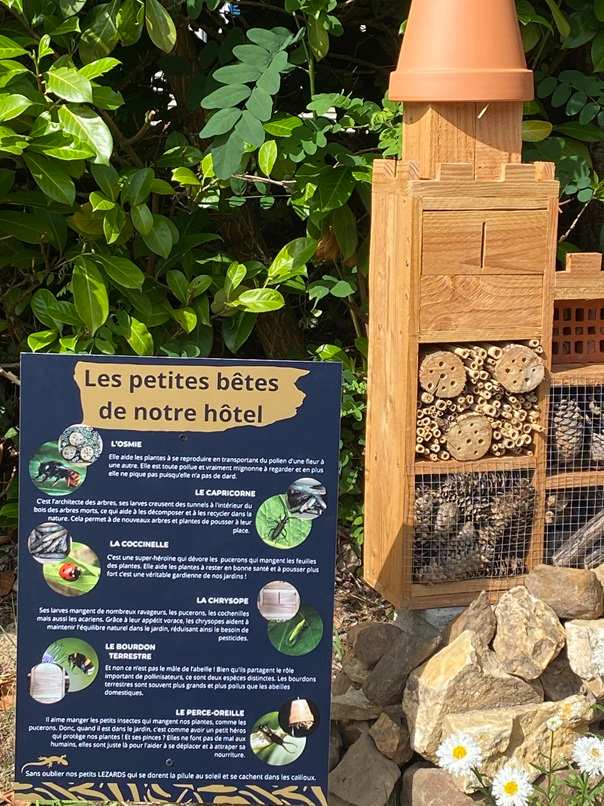 Les petites bêtes
de notre hôtel
L'OSMIE
Elle aide les plantes à se reproduire en transportant du pollen d'une fleur à
une autre. Elle est toute poilue et vraiment mignonne à regarder et en plus
elle ne pique pas puisqu'elle n'a pas de dard.
LE CAPRICORNE
C'est l'architecte des arbres, ses larves creusent des tunnels à l'intérieur du
bois des arbres morts, ce qui aide à les décomposer et à les recycler dans la
nature. Cela permet à de nouveaux arbres et plantes de pousser à leur
place.
LA COCCINELLE
C'est une super-héroïne qui dévore les pucerons qui mangent les feuilles
des plantes. Elle aide les plantes à rester en bonne santé et à pousser plus
fort c'est une véritable gardienne de nos jardins !
LA CHRYSOPE
Ses larves mangent de nombreux ravageurs, les pucerons, les cochenilles
mais aussi les acariens. Grâce à leur appétit vorace, les chrysopes aident à
maintenir l'équilibre naturel dans le jardin, réduisant ainsi le besoin de
pesticides.
LE BOURDON
TERRESTRE
Et non ce n'est pas le mâle de l'abeille ! Bien qu'ils partagent le rôle
important de pollinisateurs, ce sont deux espèces distinctes. Les bourdons
terrestres sont souvent plus grands et plus poilus que les abeilles
domestiques.
LE PERCE-OREILLE
Il aime manger les petits insectes qui mangent nos plantes, comme les
pucerons. Donc, quand il est dans le jardin, c'est comme avoir un petit héros
qui protège nos plantes ! Et ses pinces? Elles ne font pas de mal aux
humains, elles sont juste là pour l'aider à se déplacer et à attraper sa
nourriture.
Sans oublier nos petits LEZARDS qui se dorent la pilule au soleil et se cachent dans les cailloux.